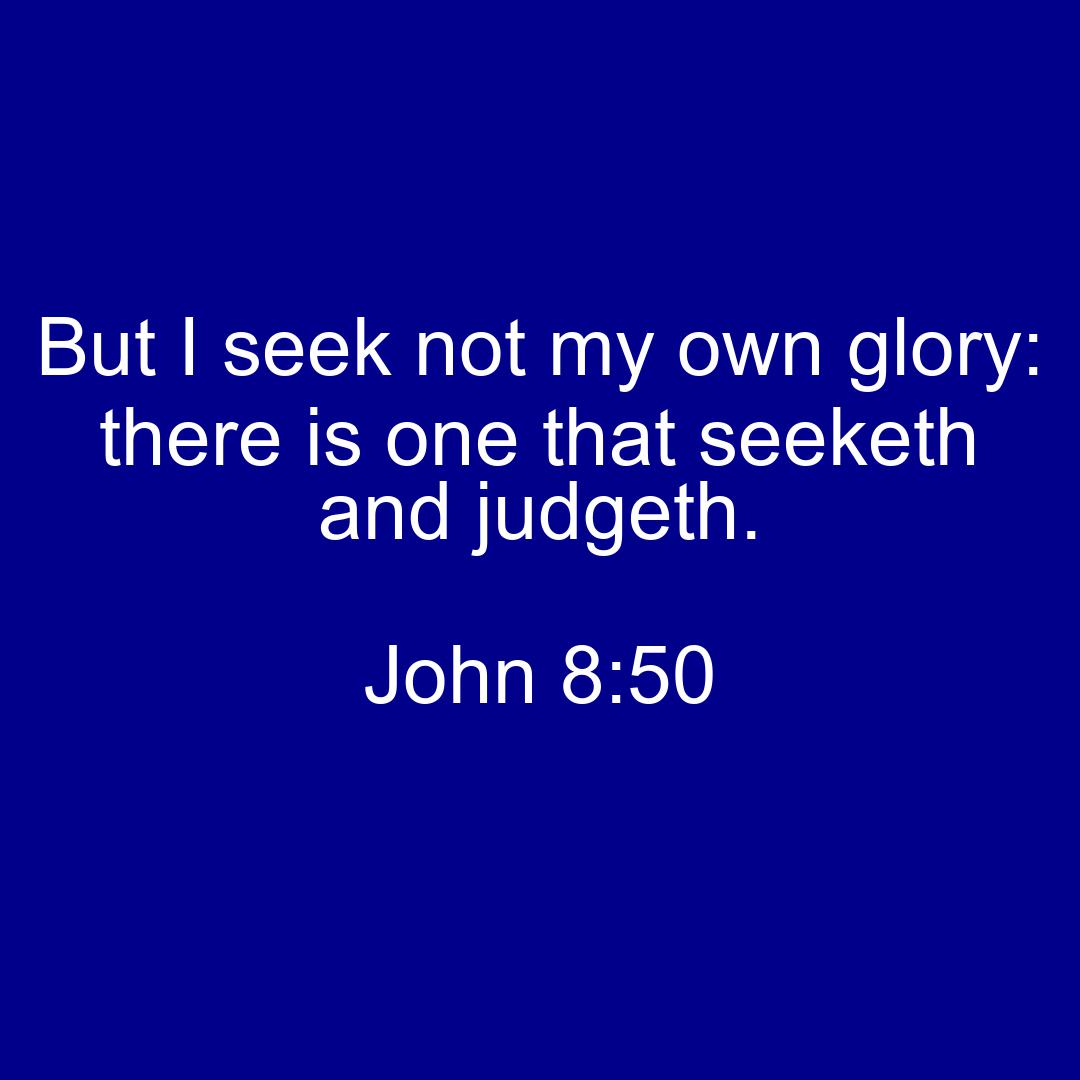 But I seek not my own glory:
there is one that seeketh
and judgeth.
John 8:50